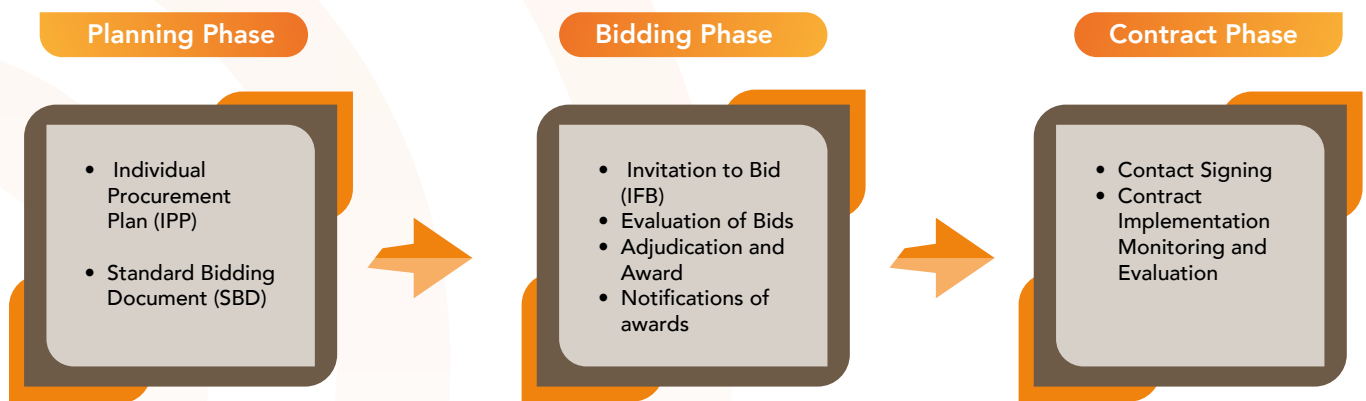 Planning Phase
• Individual
Procurement
Plan (IPP)
• Standard Bidding
Document (SBD)
Bidding Phase
• Invitation to Bid
(IFB)
• Evaluation of Bids
• Adjudication and
Award
• Notifications of
awards
Contract Phase
• Contact Signing
• Contract
Implementation
Monitoring and
Evaluation